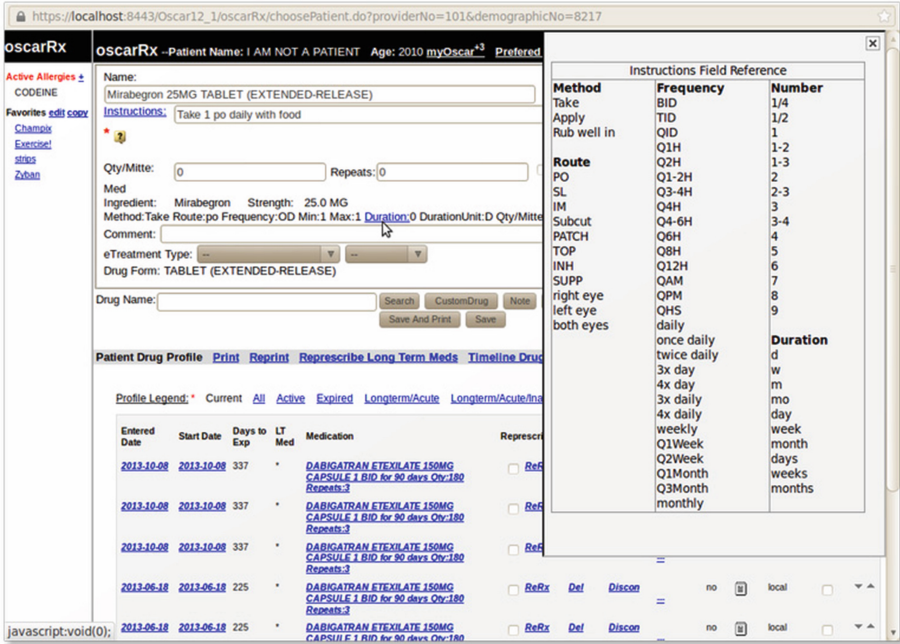 https://localhost:8443/Oscar12_1/oscarRx/choosePatient.do?providerNo=101&demographicNo=8217
oscarRx
Active Allergies +
CODEINE
Favorites edit copy
Champix
Exercise!
strips
Zyban
oscarRx --Patient Name: I AM NOT A PATIENT Age: 2010 myOscar+3 Prefered
Name:
Mirabegron 25MG TABLET (EXTENDED-RELEASE)
Instructions: Take 1 po daily with food
* ?
Qty/Mitte: 0 Repeats: 0
Med
Ingredient: Mirabegron Strength: 25.0 MG
Method:Take Route:po Frequency:OD Min:1 Max:1 Duration:0 DurationUnit:D Qty/Mitte
Comment:
eTreatment Type: -- --
Drug Form: TABLET (EXTENDED-RELEASE)
Drug Name: Search CustomDrug Note
Save And Print Save
Patient Drug Profile Print Reprint Represcribe Long Term Meds Timeline Drug
Profile Legend: * Current All Active Expired Longterm/Acute Longterm/Acute/Ina
Entered Date Start Date Days to Exp LT Med Medication Represcri
2013-10-08 2013-10-08 337 * DABIGATRAN ETEXILATE 150MG
CAPSULE 1 BID for 90 days Qty:180
Repeats:3
ReR
2013-10-08 2013-10-08 337 * DABIGATRAN ETEXILATE 150MG
CAPSULE 1 BID for 90 days Qty:180
Repeats:3
ReR
2013-10-08 2013-10-08 337 * DABIGATRAN ETEXILATE 150MG
CAPSULE 1 BID for 90 days Qty:180
Repeats:3
ReR
2013-06-18 2013-06-18 225 * DABIGATRAN ETEXILATE 150MG
CAPSULE 1 BID for 90 days Qty:180
Repeats:3
ReRx Del Discon ... no local
2013-06-18 2013-06-18 225 * DABIGATRAN ETEXILATE 150MG
CAPSULE 1 BID for 90 days Qty:180
ReRx Del Discon ... no local
javascript:void(0);
Instructions Field Reference
Method
Take
Apply
Rub well in
Route
PO
SL
IM
Subcut
PATCH
TOP
INH
SUPP
right eye
left eye
both eyes
Frequency
BID
TID
QID
Q1H
Q2H
Q1-2H
Q3-4H
Q4H
Q4-6H
Q6H
Q8H
Q12H
QAM
QPM
QHS
daily
once daily
twice daily
3x day
4x day
3x daily
4x daily
weekly
Q1Week
Q2Week
Q1Month
Q3Month
monthly
Number
1/4
1/2
1
1-2
1-3
2
2-3
3
3-4
4
5
6
7
8
9
Duration
d
w
m
mo
day
week
month
days
weeks
months